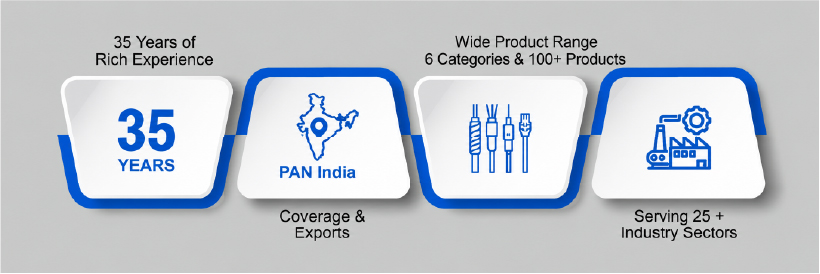 35 Years of
Rich Experience
35
YEARS
PAN India
Coverage &
Exports
Wide Product Range
6 Categories & 100+ Products
Serving 25 +
Industry Sectors